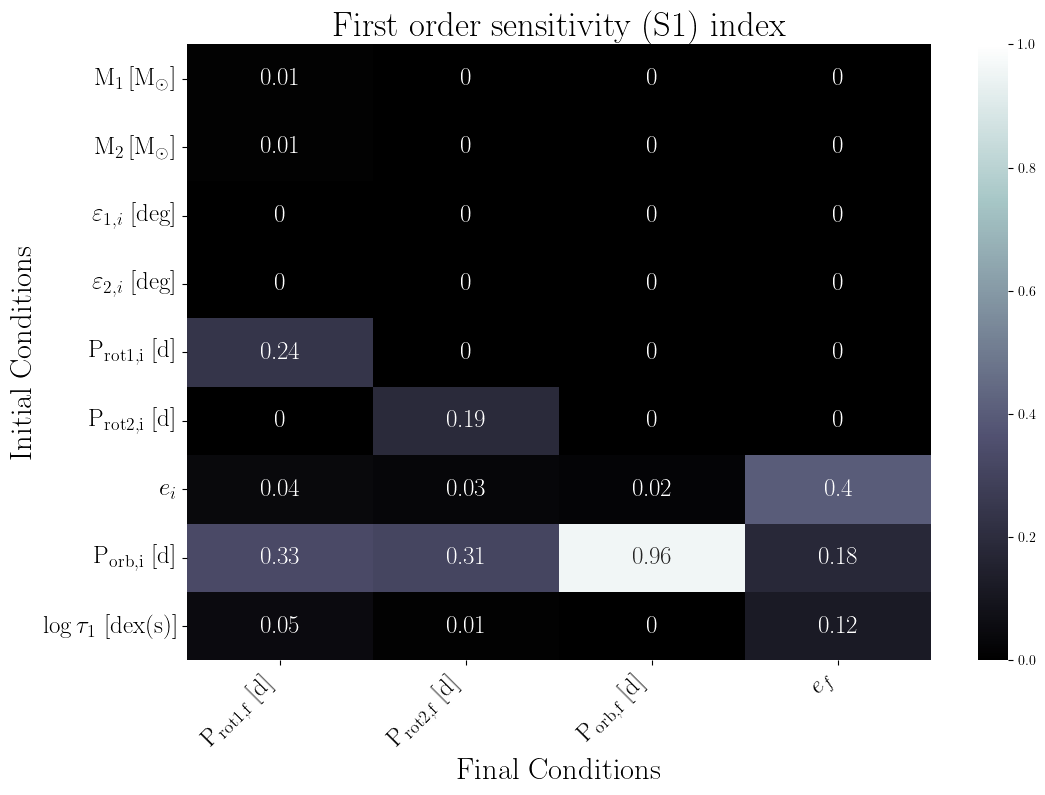 First order sensitivity (S1) index
M₁ [M☉] 0.01 0 0 0
M₂ [M☉] 0.01 0 0 0
ε₁,ᵢ [deg] 0 0 0 0
ε₂,ᵢ [deg] 0 0 0 0
Prot1,i [d] 0.24 0 0 0
Prot2,i [d] 0 0.19 0 0
eᵢ 0.04 0.03 0.02 0.4
Porb,i [d] 0.33 0.31 0.96 0.18
log τ₁ [dex(s)] 0.05 0.01 0 0.12
Prot1,f [d] Prot2,f [d] Porb,f [d] e_f
Final Conditions
Initial Conditions
1.0
0.8
0.6
0.4
0.2
0.0